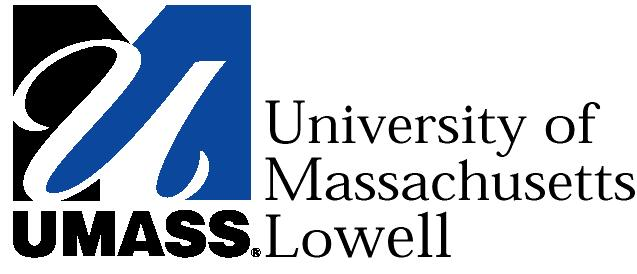 U
UMASS®
University of
Massachusetts
Lowell